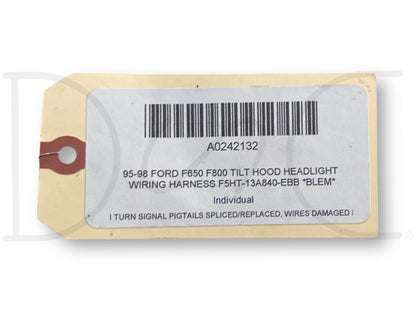 A0242132
95-98 FORD F650 F800 TILT HOOD HEADLIGHT
WIRING HARNESS F5HT-13A840-EBB *BLEM*
Individual
| TURN SIGNAL PIGTAILS SPLICED/REPLACED, WIRES DAMAGED |